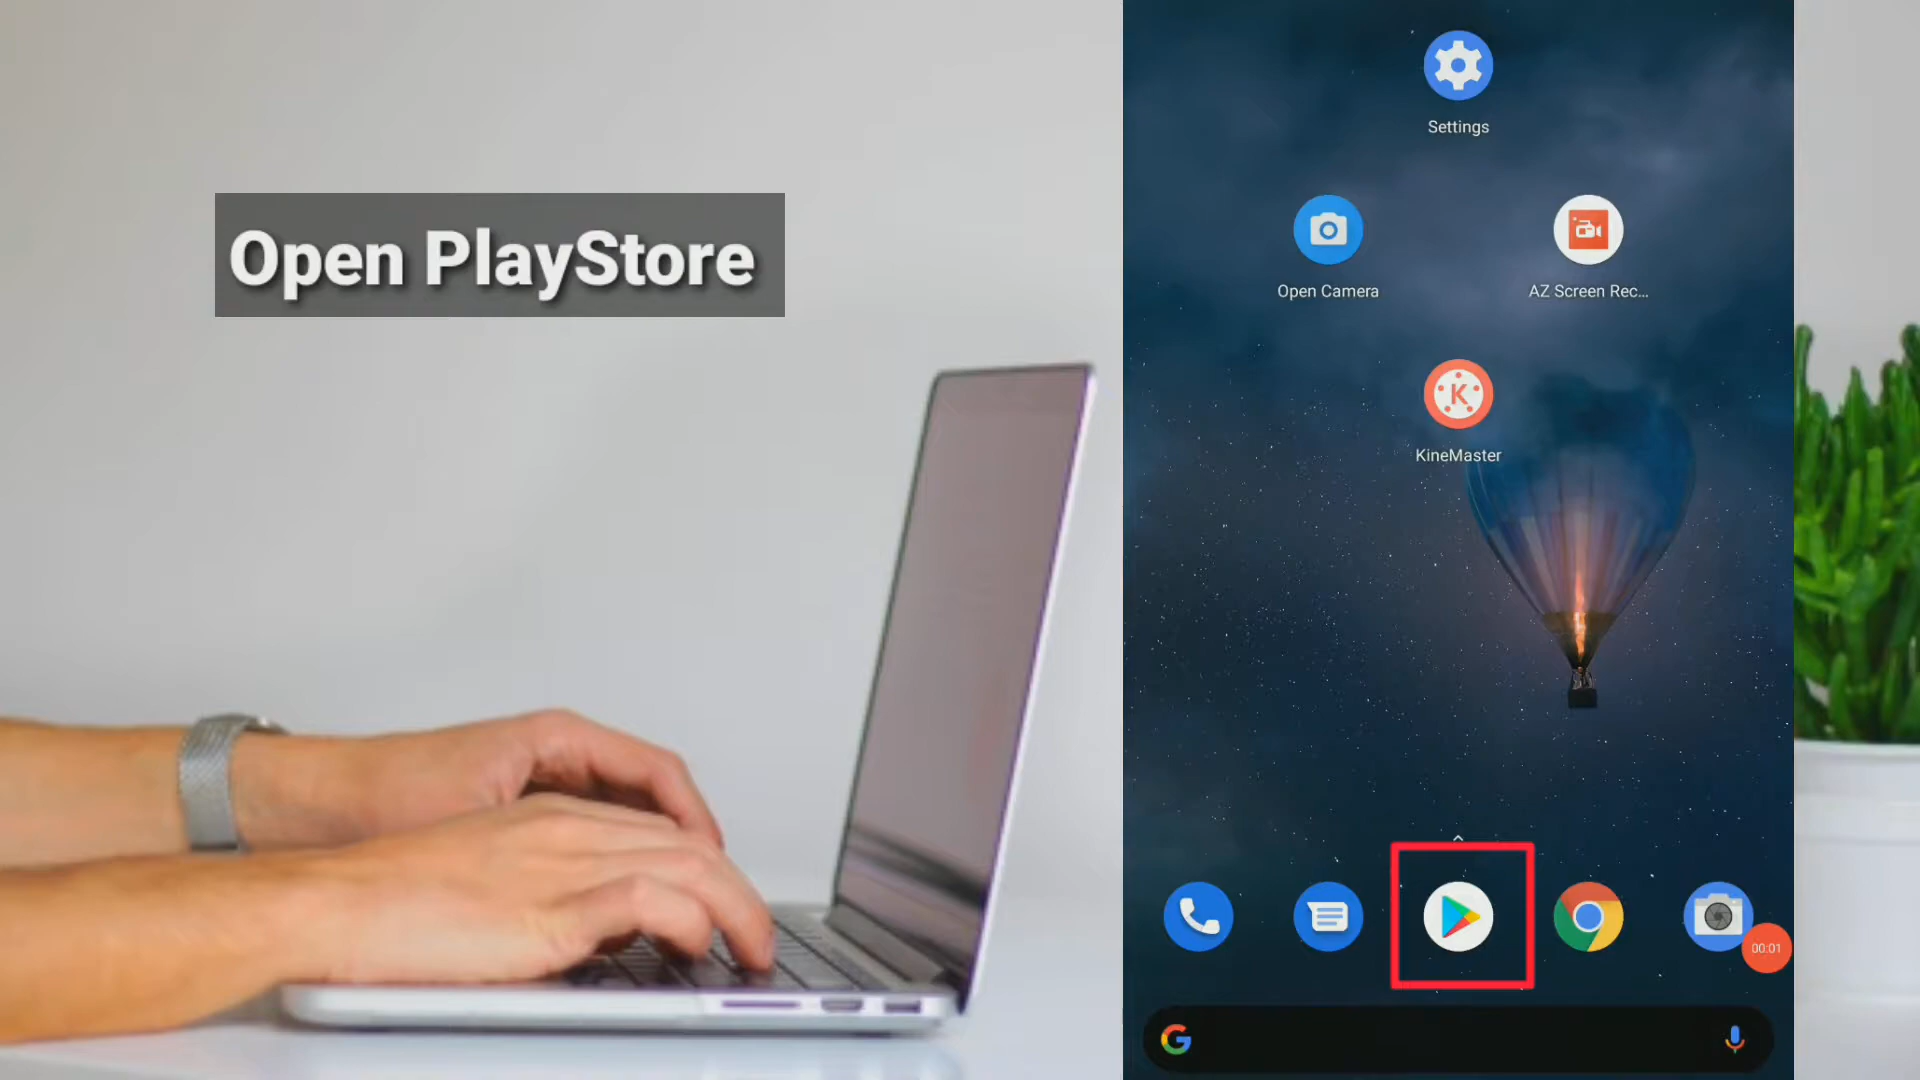 Open PlayStore
Settings
Open Camera
AZ Screen Rec...
KineMaster
K
00:01
G